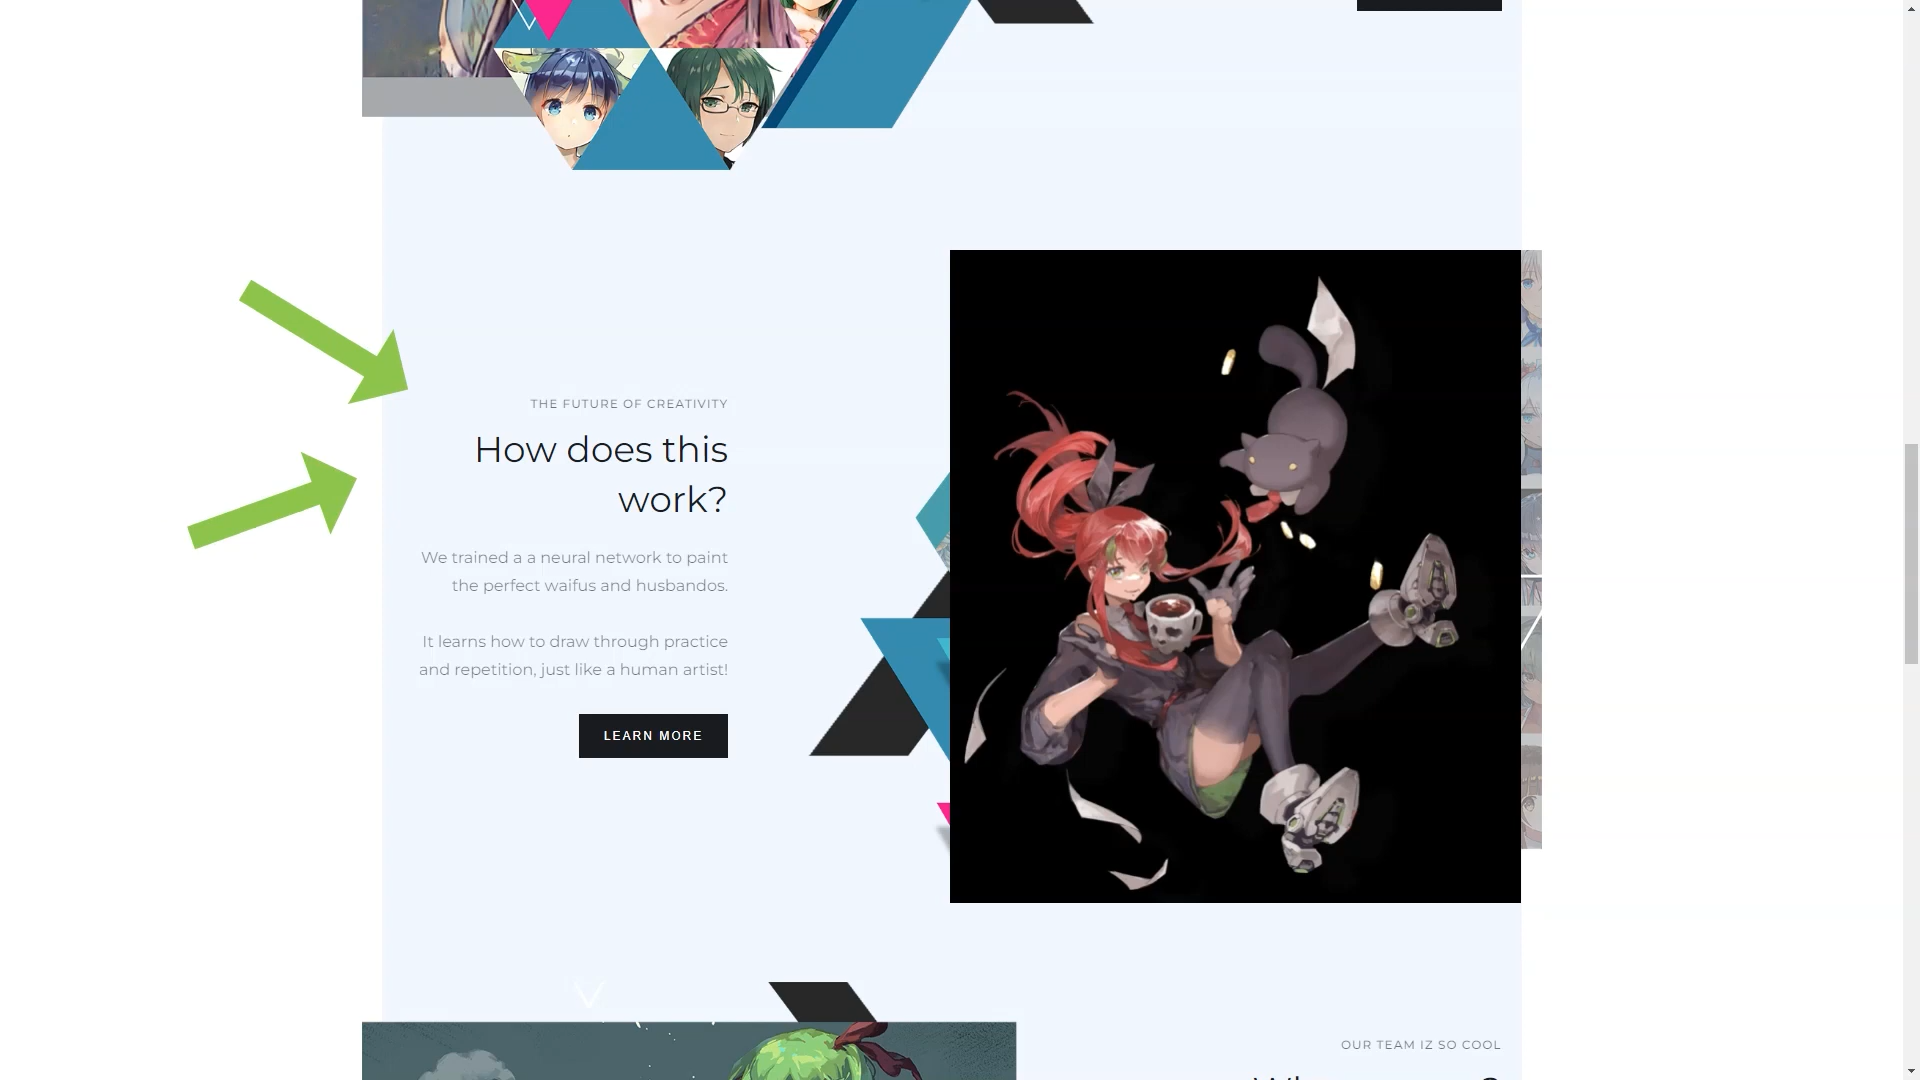 THE FUTURE OF CREATIVITY
How does this
work?
We trained a a neural network to paint
the perfect waifus and husbandos.
It learns how to draw through practice
and repetition, just like a human artist!
LEARN MORE
OUR TEAM IZ SO COOL